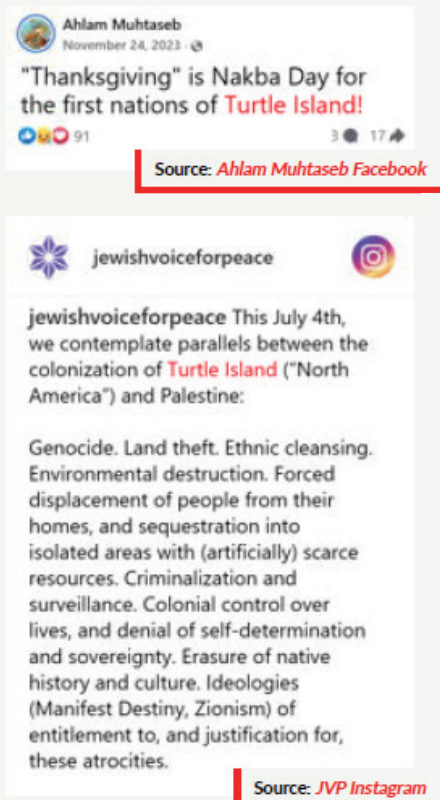 Ahlam Muhtaseb
November 24, 2023 ·
"Thanksgiving" is Nakba Day for
the first nations of Turtle Island!
91 3 17
Source: Ahlam Muhtaseb Facebook
jewishvoiceforpeace
jewishvoiceforpeace This July 4th,
we contemplate parallels between the
colonization of Turtle Island ("North
America") and Palestine:
Genocide. Land theft. Ethnic cleansing.
Environmental destruction. Forced
displacement of people from their
homes, and sequestration into
isolated areas with (artificially) scarce
resources. Criminalization and
surveillance. Colonial control over
lives, and denial of self-determination
and sovereignty. Erasure of native
history and culture. Ideologies
(Manifest Destiny, Zionism) of
entitlement to, and justification for,
these atrocities.
Source: JVP Instagram